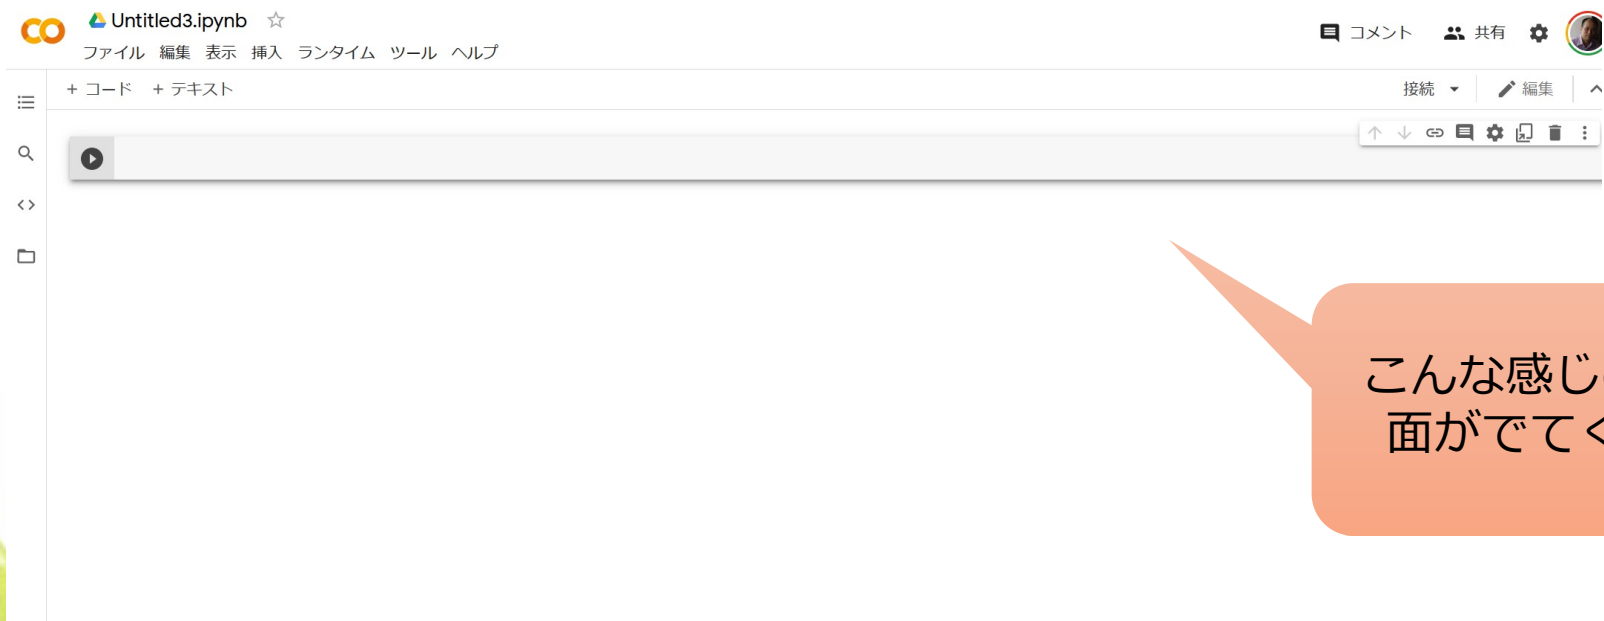 Untitled3.ipynb
ファイル 編集 表示 挿入 ランタイム ツール ヘルプ
コメント 共有
+ コード + テキスト
接続 編集
こんな感じ
面がでてく